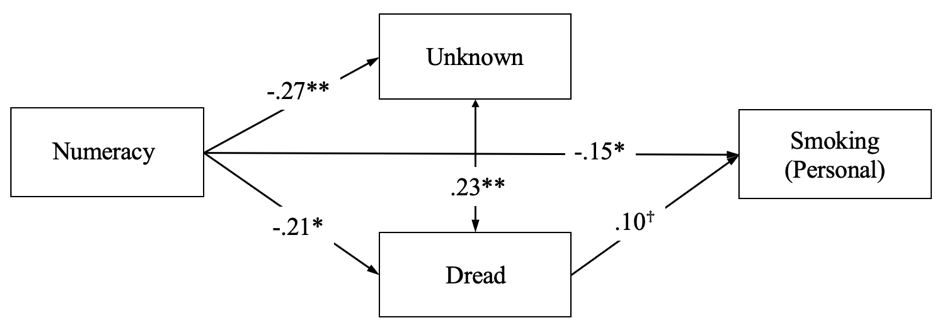 Unknown
-.27**
Numeracy
-.15*
Smoking
(Personal)
.23**
-.21*
.10†
Dread